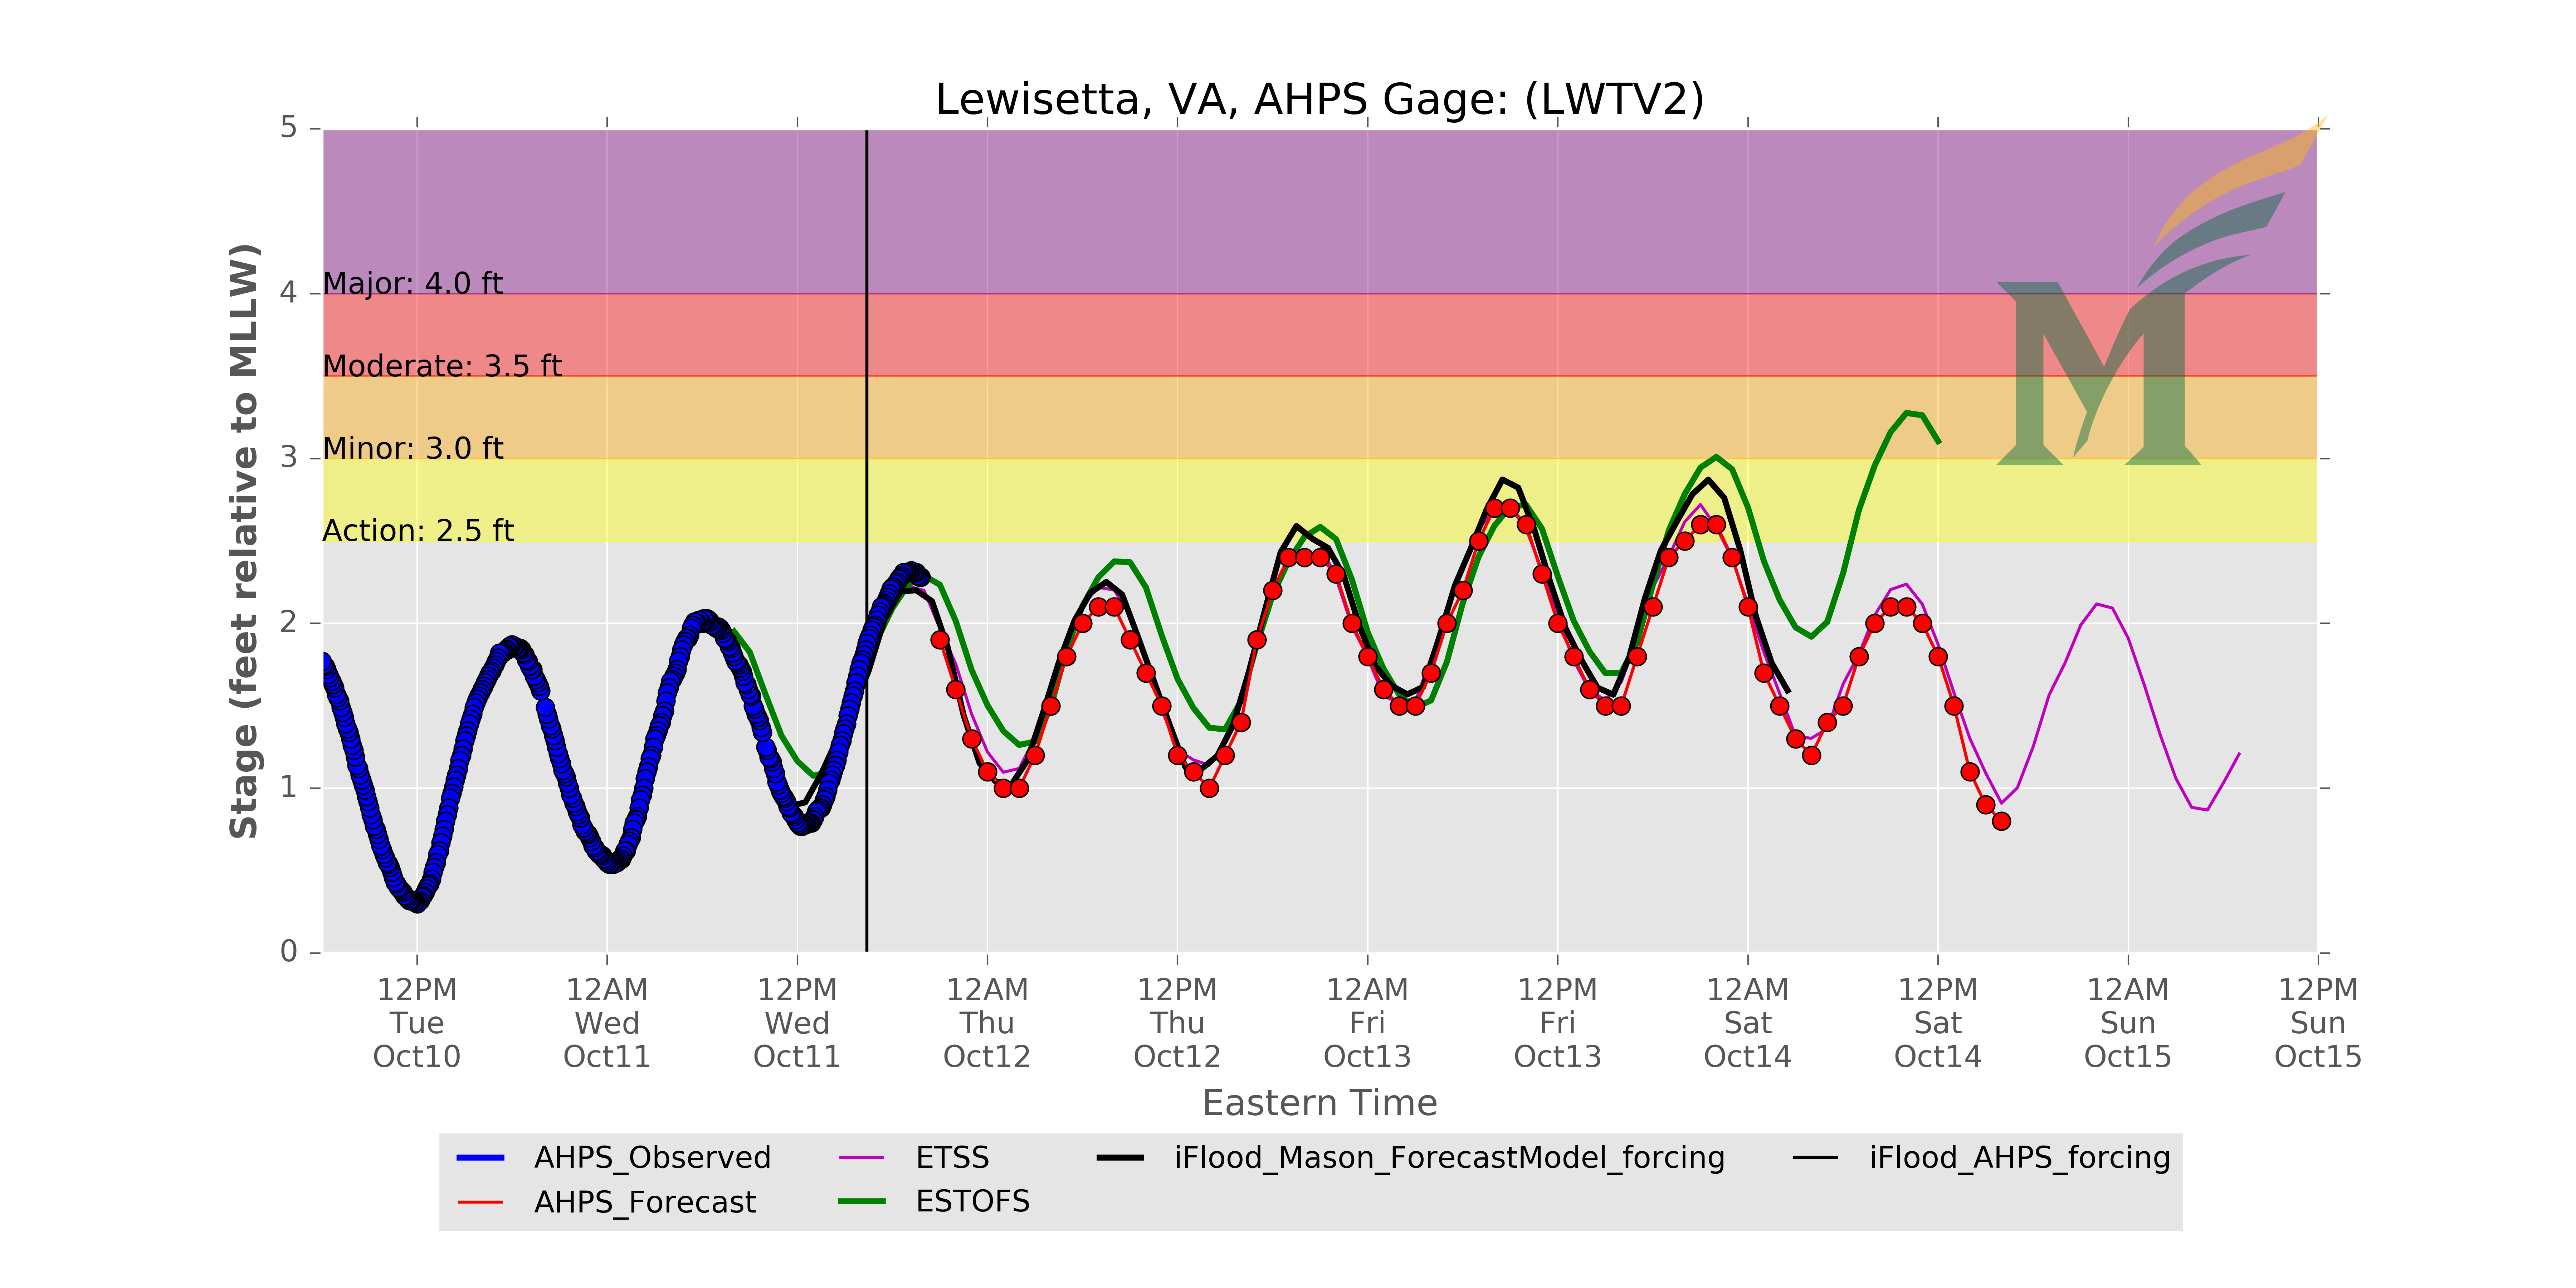 Lewisetta, VA, AHPS Gage: (LWTV2)
Stage (feet relative to MLLW)
5
4
3
2
1
0
Major: 4.0 ft
Moderate: 3.5 ft
Minor: 3.0 ft
Action: 2.5 ft
M
12PM 12AM 12PM 12AM 12PM 12AM 12PM 12AM 12PM 12AM 12PM
Tue Wed Wed Thu Thu Fri Fri Sat Sat Sun Sun
Oct10 Oct11 Oct11 Oct12 Oct12 Oct13 Oct13 Oct14 Oct14 Oct15 Oct15
Eastern Time
AHPS_Observed ETSS iFlood_Mason_ForecastModel_forcing iFlood_AHPS_forcing
AHPS_Forecast ESTOFS